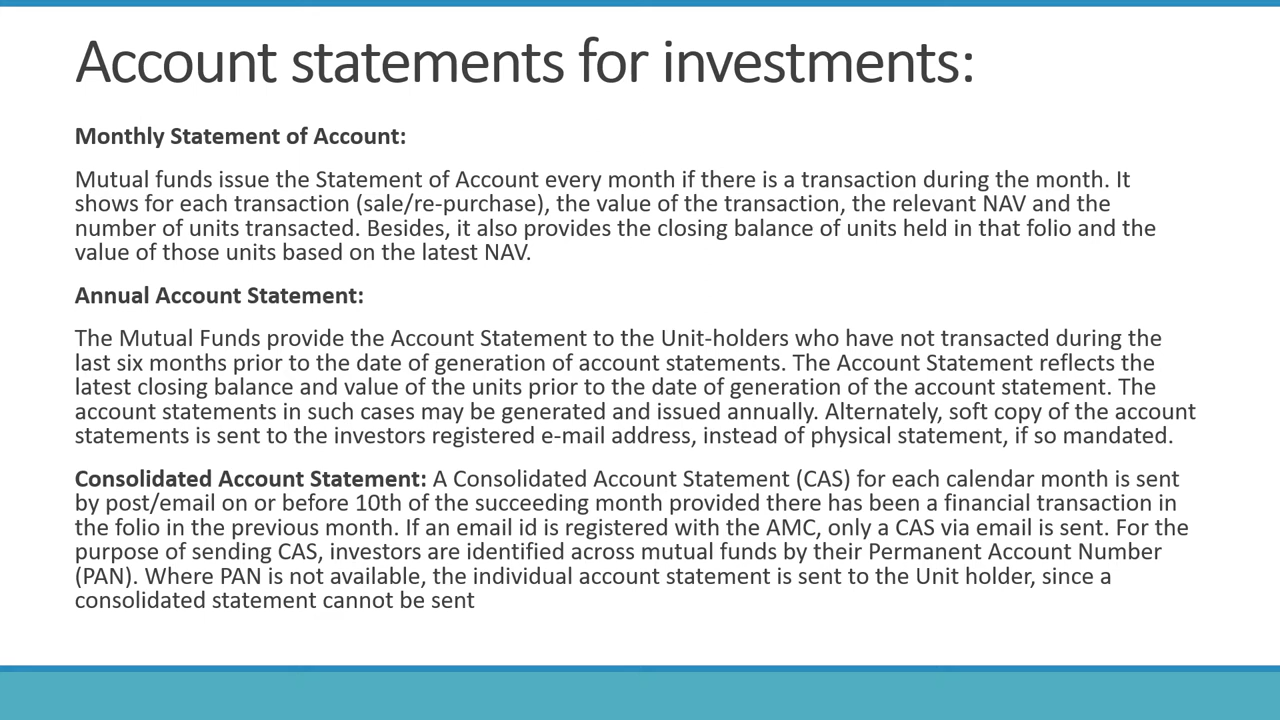 Account statements for investments:
Monthly Statement of Account:
Mutual funds issue the Statement of Account every month if there is a transaction during the month. It
shows for each transaction (sale/re-purchase), the value of the transaction, the relevant NAV and the
number of units transacted. Besides, it also provides the closing balance of units held in that folio and the
value of those units based on the latest NAV.
Annual Account Statement:
The Mutual Funds provide the Account Statement to the Unit-holders who have not transacted during the
last six months prior to the date of generation of account statements. The Account Statement reflects the
latest closing balance and value of the units prior to the date of generation of the account statement. The
account statements in such cases may be generated and issued annually. Alternately, soft copy of the account
statements is sent to the investors registered e-mail address, instead of physical statement, if so mandated.
Consolidated Account Statement: A Consolidated Account Statement (CAS) for each calendar month is sent
by post/email on or before 10th of the succeeding month provided there has been a financial transaction in
the folio in the previous month. If an email id is registered with the AMC, only a CAS via email is sent. For the
purpose of sending CAS, investors are identified across mutual funds by their Permanent Account Number
(PAN). Where PAN is not available, the individual account statement is sent to the Unit holder, since a
consolidated statement cannot be sent